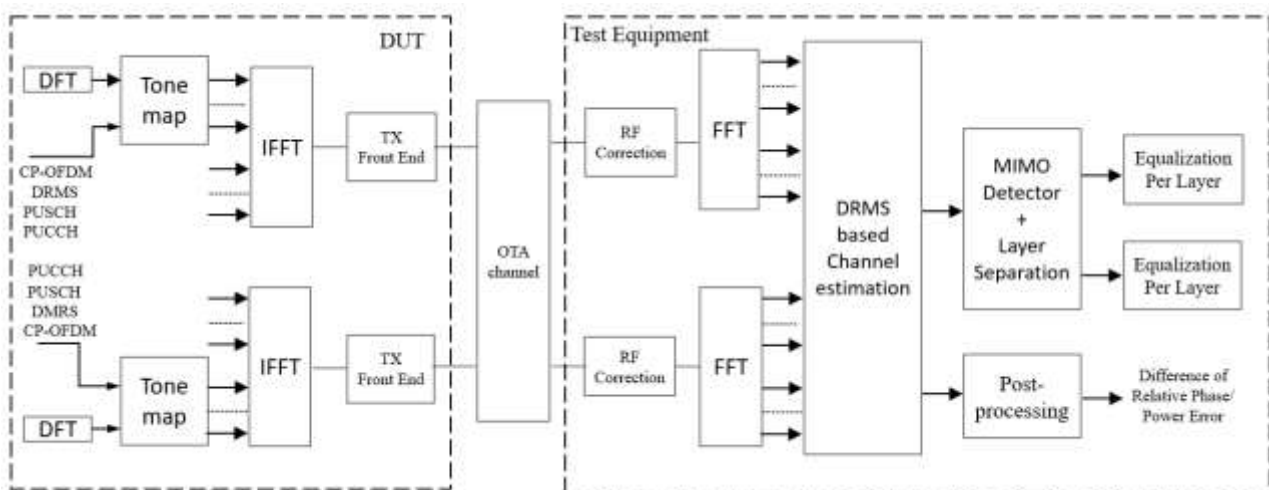 DUT
DFT
Tone
map
CP-OFDM
DRMS
PUSCH
PUCCH
IFFT
TX
Front End
PUCCH
PUSCH
DMRS
CP-OFDM
Tone
map
DFT
IFFT
TX
Front End
OTA
channel
Test Equipment
RF
Correction
FFT
RF
Correction
FFT
DRMS
based
Channel
estimation
MIMO
Detector
+
Layer
Separation
Equalization
Per Layer
Equalization
Per Layer
Post-
processing
Difference of
Relative Phase/
Power Error